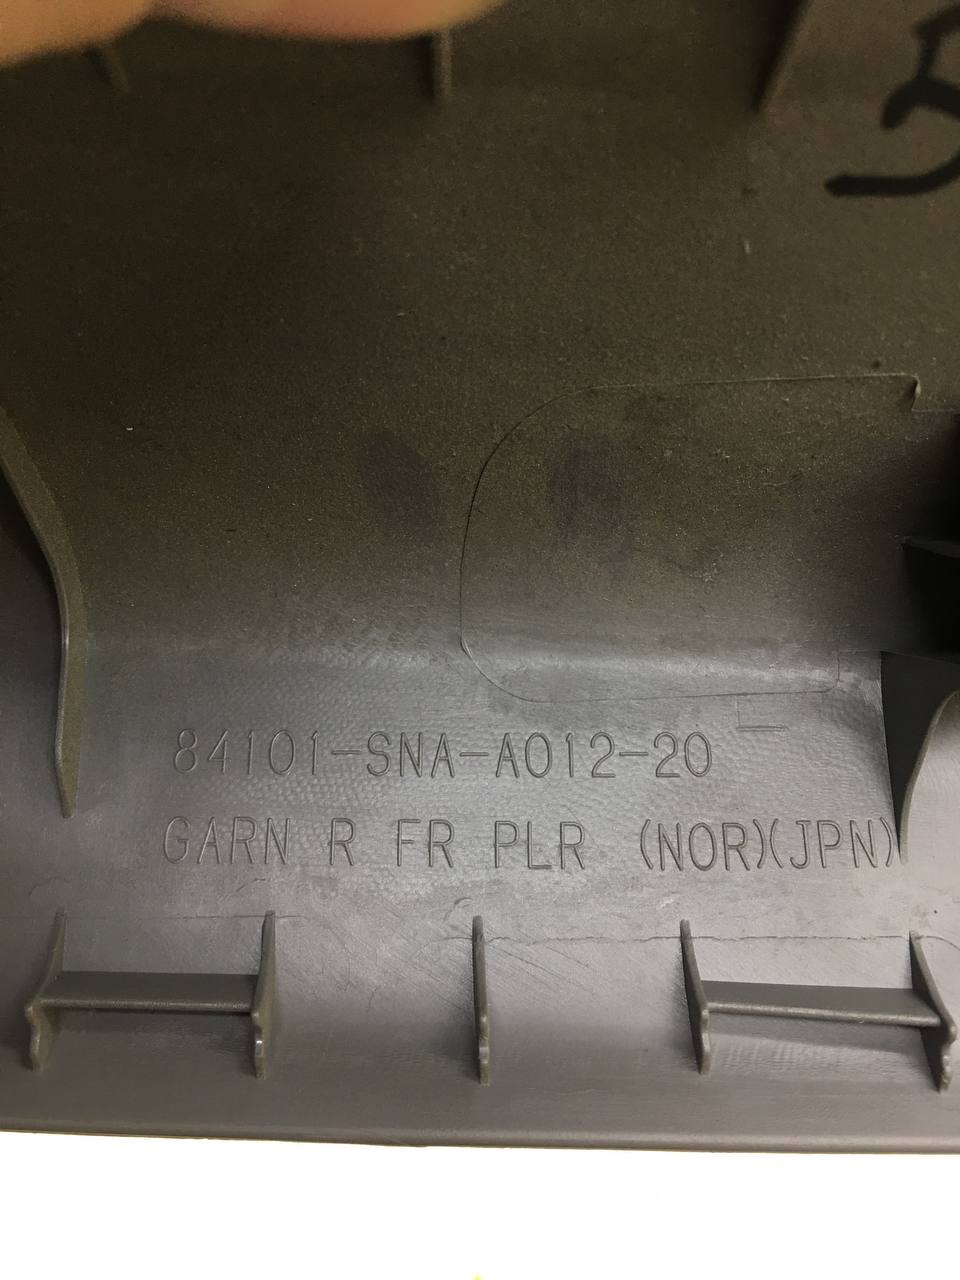 84101-SNA-A012-20
GARN R FR PLR (NOR)(JPN)